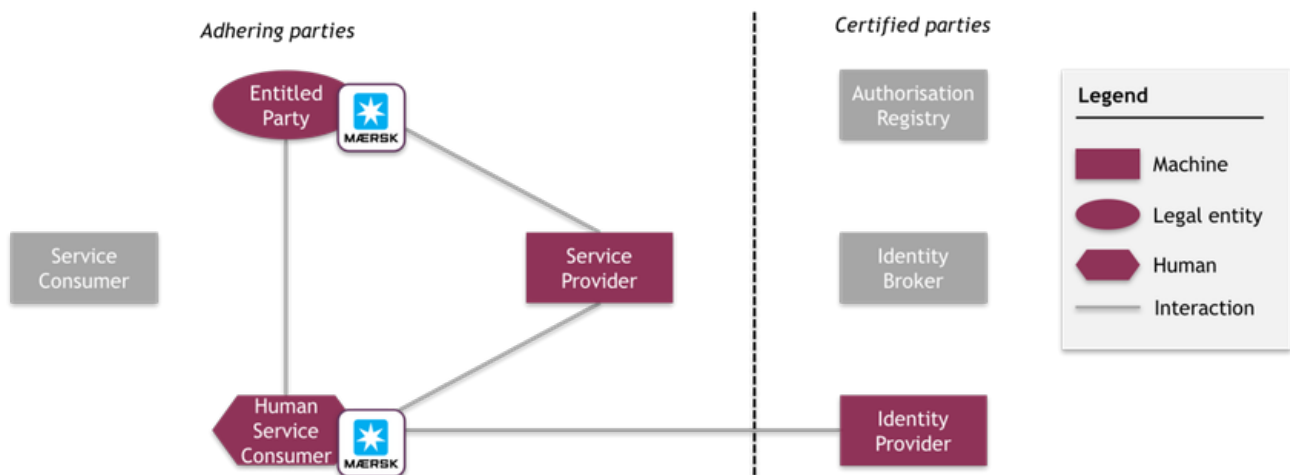 Adhering parties
Certified parties
Entitled
Party
MÆRSK
Authorisation
Registry
Legend
Machine
Legal entity
Human
Interaction
Service
Consumer
Service
Provider
Identity
Broker
Human
Service
Consumer
MÆRSK
Identity
Provider